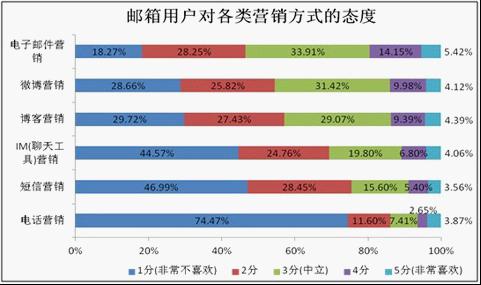 邮箱用户对各类营销方式的态度
电子邮件营
销
18.27%
28.25%
33.91%
14.15%
5.42%
微博营销
28.66%
25.82%
31.42%
9.98%
4.12%
博客营销
29.72%
27.43%
29.07%
9.39%
4.39%
IM(聊天工
具)营销
44.57%
24.76%
19.80%
6.80%
4.06%
短信营销
46.99%
28.45%
15.60%
5.40%
3.56%
电话营销
74.47%
11.60%
7.41%
2.65%
3.87%
0%
20%
40%
60%
80%
100%
1分(非常不喜欢)
2分
3分(中立)
4分
5分(非常喜欢)